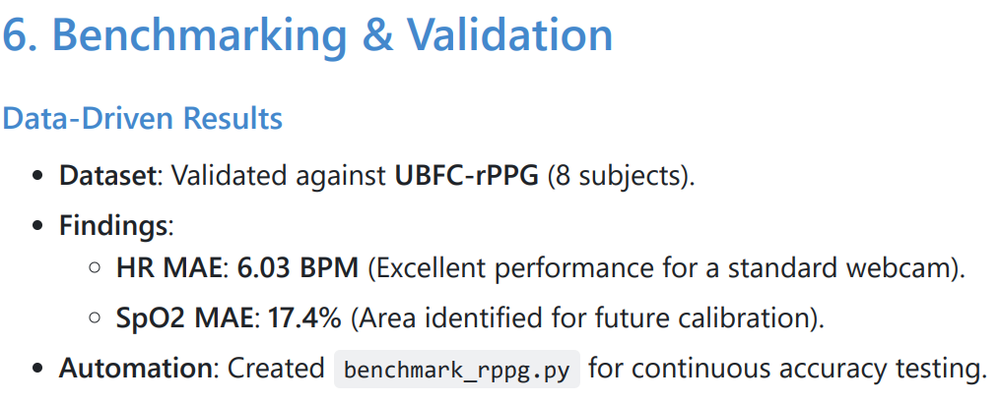 6. Benchmarking & Validation
Data-Driven Results
• Dataset: Validated against UBFC-rPPG (8 subjects).
• Findings:
○ HR MAE: 6.03 BPM (Excellent performance for a standard webcam).
○ SpO2 MAE: 17.4% (Area identified for future calibration).
• Automation: Created benchmark_rppg.py for continuous accuracy testing.